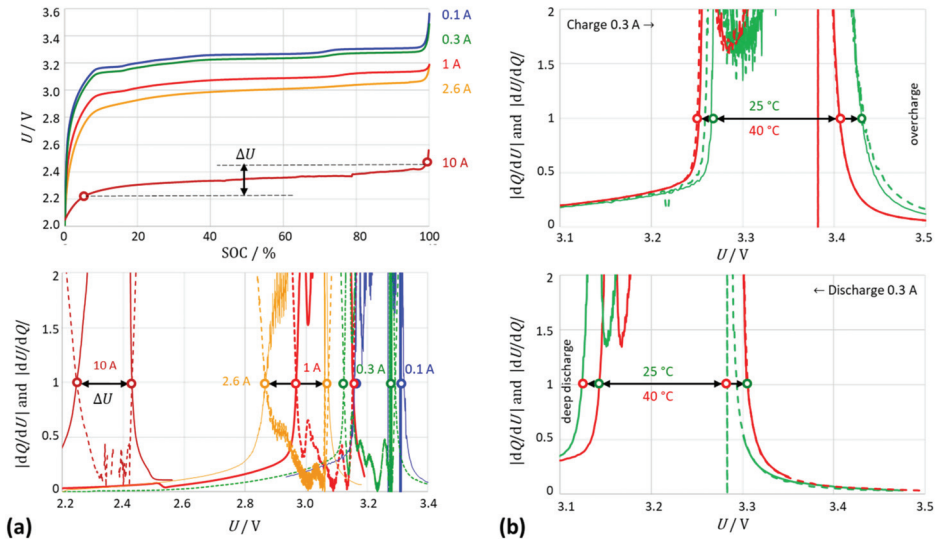 3.6
3.4
3.2
3.0
2.8
2.6
2.4
2.2
2.0
U / V
0.1 A
0.3 A
1 A
2.6 A
10 A
ΔU
0
20
40
60
80
100
SOC / %
2
1.5
1
0.5
0
|dQ/dU| and |dU/dQ/
Charge 0.3 A →
25 °C
40 °C
overcharge
3.1
3.2
3.3
3.4
3.5
U / V
2
1.5
1
0.5
0
|dQ/dU| and |dU/dQ/
10 A
ΔU
2.6 A
1 A
0.3 A
0.1 A
2.2
2.4
2.6
2.8
3.0
3.2
3.4
U / V
(a)
2
1.5
1
0.5
0
|dQ/dU| and |dU/dQ/
← Discharge 0.3 A
deep discharge
25 °C
40 °C
3.1
3.2
3.3
3.4
3.5
U / V
(b)